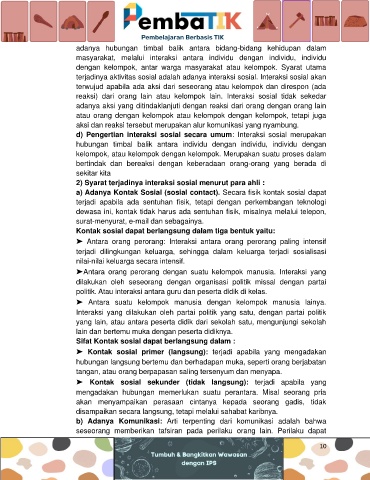 PembaTIK
Pembelajaran Berbasis TIK
adanya hubungan timbal balik antara bidang-bidang kehidupan dalam
masyarakat, melalui interaksi antara individu dengan individu, individu
dengan kelompok, antar warga masyarakat atau kelompok. Syarat utama
terjadinya aktivitas sosial adalah adanya interaksi sosial. Interaksi sosial akan
terwujud apabila ada aksi dari seseorang atau kelompok dan direspon (ada
reaksi) dari orang lain atau kelompok lain. Interaksi sosial tidak sekedar
adanya aksi yang ditindaklanjuti dengan reaksi dari orang dengan orang lain
atau orang dengan kelompok atau kelompok dengan kelompok, tetapi juga
aksi dan reaksi tersebut merupakan alur komunikasi yang nyambung.
d) Pengertian interaksi sosial secara umum: Interaksi sosial merupakan
hubungan timbal balik antara individu dengan individu, individu dengan
kelompok, atau kelompok dengan kelompok. Merupakan suatu proses dalam
bertindak dan bereaksi dengan keberadaan orang-orang yang berada di
sekitar kita
2) Syarat terjadinya interaksi sosial menurut para ahli :
a) Adanya Kontak Sosial (sosial contact). Secara fisik kontak sosial dapat
terjadi apabila ada sentuhan fisik, tetapi dengan perkembangan teknologi
dewasa ini, kontak tidak harus ada sentuhan fisik, misalnya melalui telepon,
surat-menyurat, e-mail dan sebagainya.
Kontak sosial dapat berlangsung dalam tiga bentuk yaitu:
➤ Antara orang perorang: Interaksi antara orang perorang paling intensif
terjadi dilingkungan keluarga, sehingga dalam keluarga terjadi sosialisasi
nilai-nilai keluarga secara intensif.
➤Antara orang perorang dengan suatu kelompok manusia. Interaksi yang
dilakukan oleh seseorang dengan organisasi politik missal dengan partai
politik. Atau interaksi antara guru dan peserta didik di kelas.
➤ Antara suatu kelompok manusia dengan kelompok manusia lainya.
Interaksi yang dilakukan oleh partai politik yang satu, dengan partai politik
yang lain, atau antara peserta didik dari sekolah satu, mengunjungi sekolah
lain dan bertemu muka dengan peserta didiknya.
Sifat Kontak sosial dapat berlangsung dalam :
➤ Kontak sosial primer (langsung): terjadi apabila yang mengadakan
hubungan langsung bertemu dan berhadapan muka, seperti orang berjabatan
tangan, atau orang berpapasan saling tersenyum dan menyapa.
➤ Kontak sosial sekunder (tidak langsung): terjadi apabila yang
mengadakan hubungan memerlukan suatu perantara. Misal seorang pria
akan menyampaikan perasaan cintanya kepada seorang gadis, tidak
disampaikan secara langsung, tetapi melalui sahabat karibnya.
b) Adanya Komunikasi: Arti terpenting dari komunikasi adalah bahwa
seseorang memberikan tafsiran pada perilaku orang lain. Perilaku dapat
10
Tumbuh & Bangkitkan Wawasan
dengan IPS